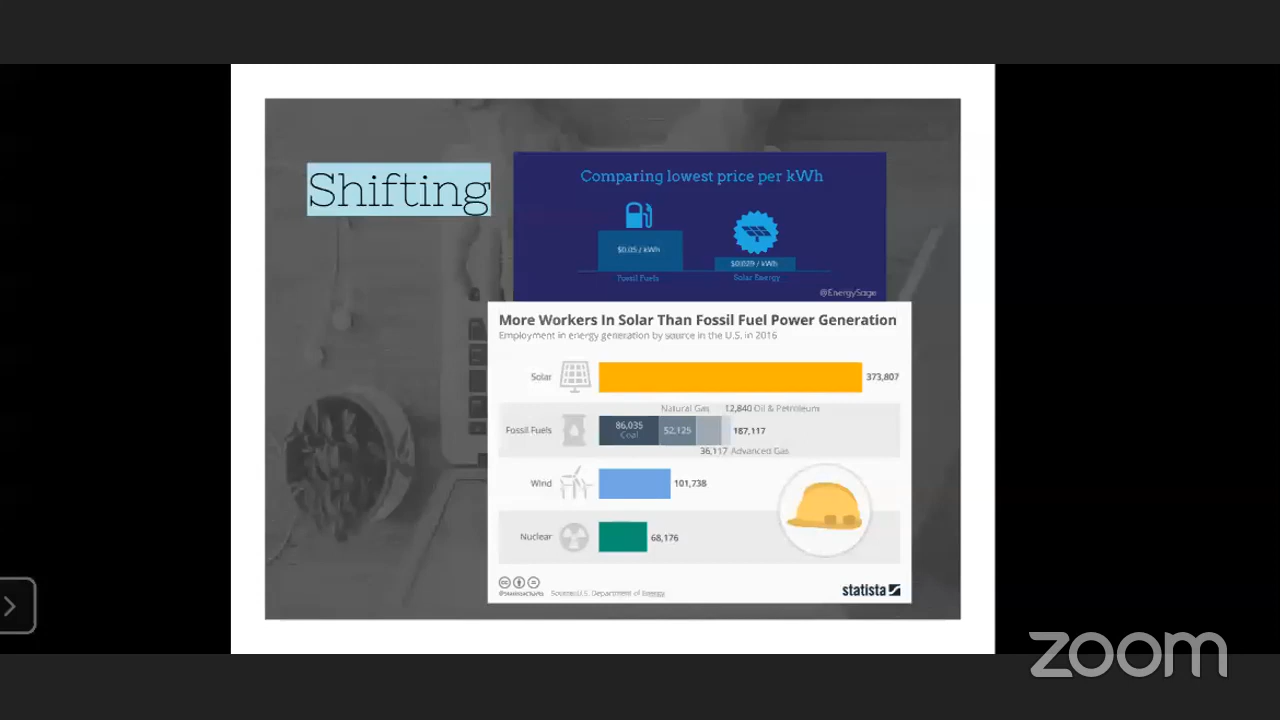 Shifting
Comparing lowest price per kWh
$0.05 / kWh
$0.029 / kWh
Fossil Fuels
Solar Energy
@EnergySage
More Workers In Solar Than Fossil Fuel Power Generation
Employment in energy generation by source in the U.S. in 2016
Solar
373,807
Natural Gas
12,840 Oil & Petroleum
Fossil Fuels
86,035
Coal
52,125
187,117
36,117 Advanced Gas
Wind
101,738
Nuclear
68,176
@StatistaCharts
Source: U.S. Department of Energy
statista
zoom